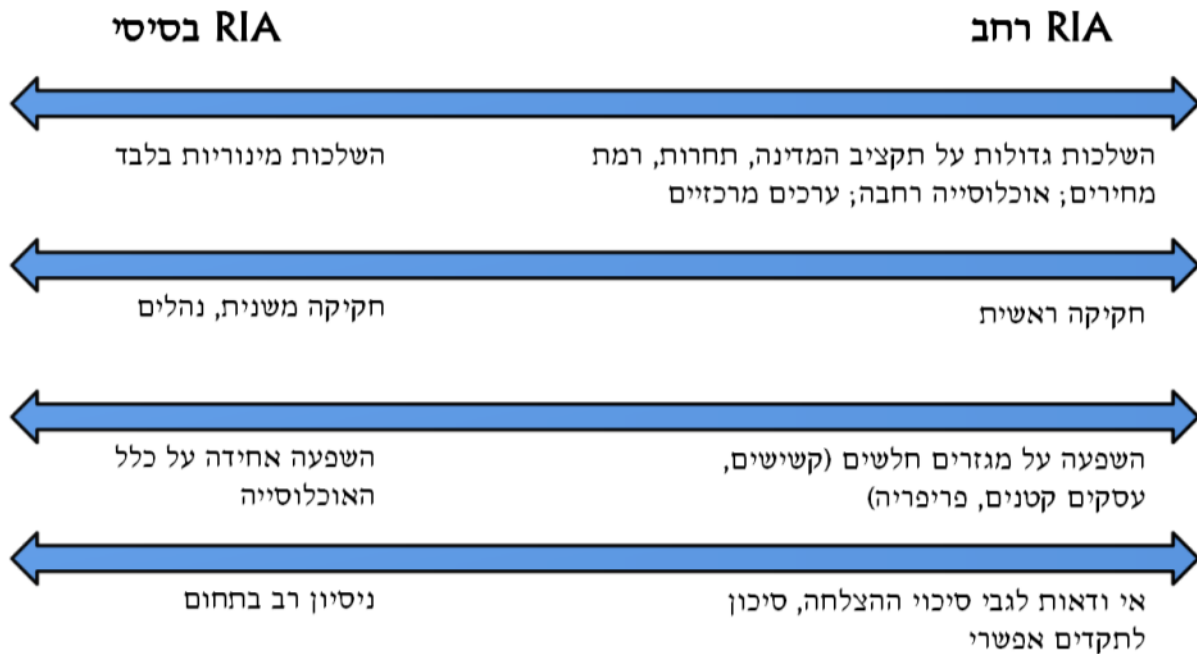 RIA רחב
RIA בסיסי
השלכות גדולות על תקציב המדינה, תחרות, רמת
מחירים; אוכלוסייה רחבה; ערכים מרכזיים
השלכות מינוריות בלבד
חקיקה ראשית
חקיקה משנית, נהלים
השפעה על מגזרים חלשים (קשישים,
עסקים קטנים, פריפריה)
השפעה אחידה על כלל
האוכלוסייה
אי ודאות לגבי סיכוי ההצלחה, סיכון
לתקדים אפשרי
ניסיון רב בתחום